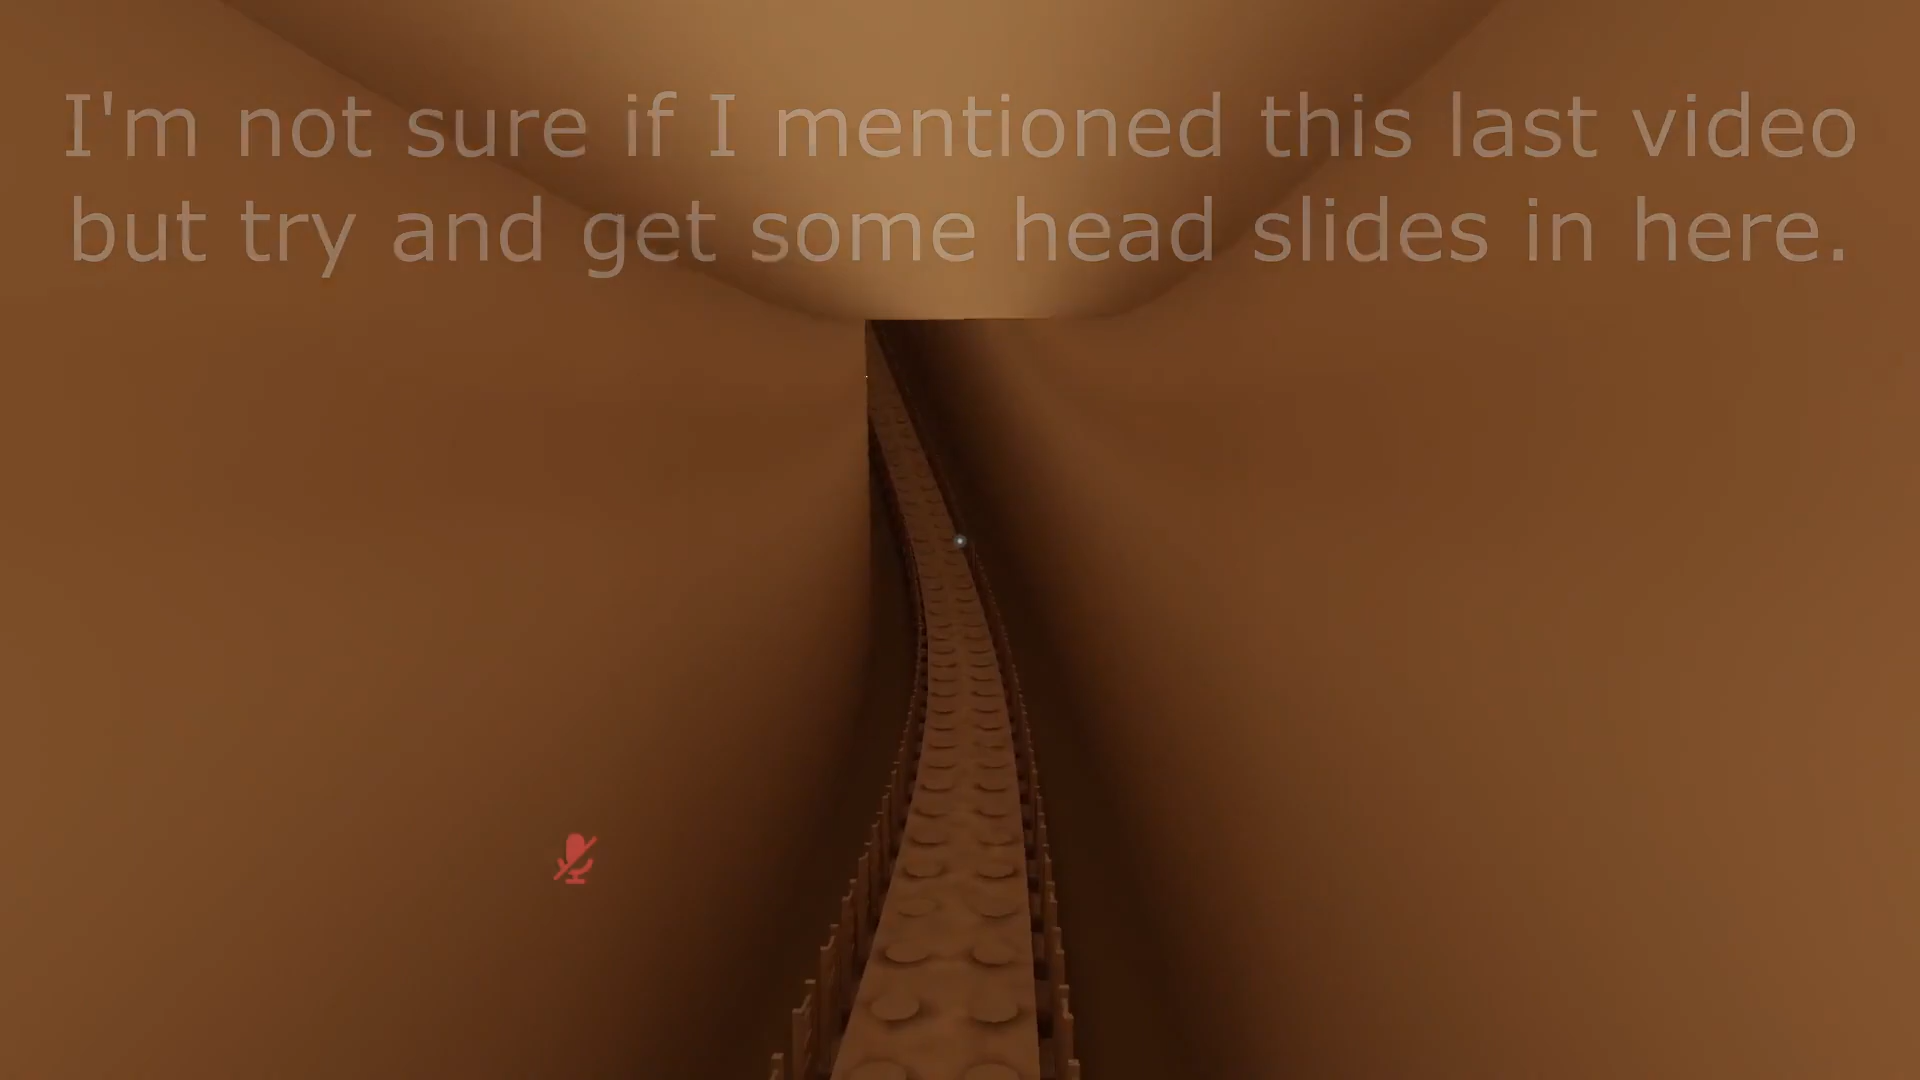 I'm not sure if I mentioned this last video
but try and get some head slides in here.